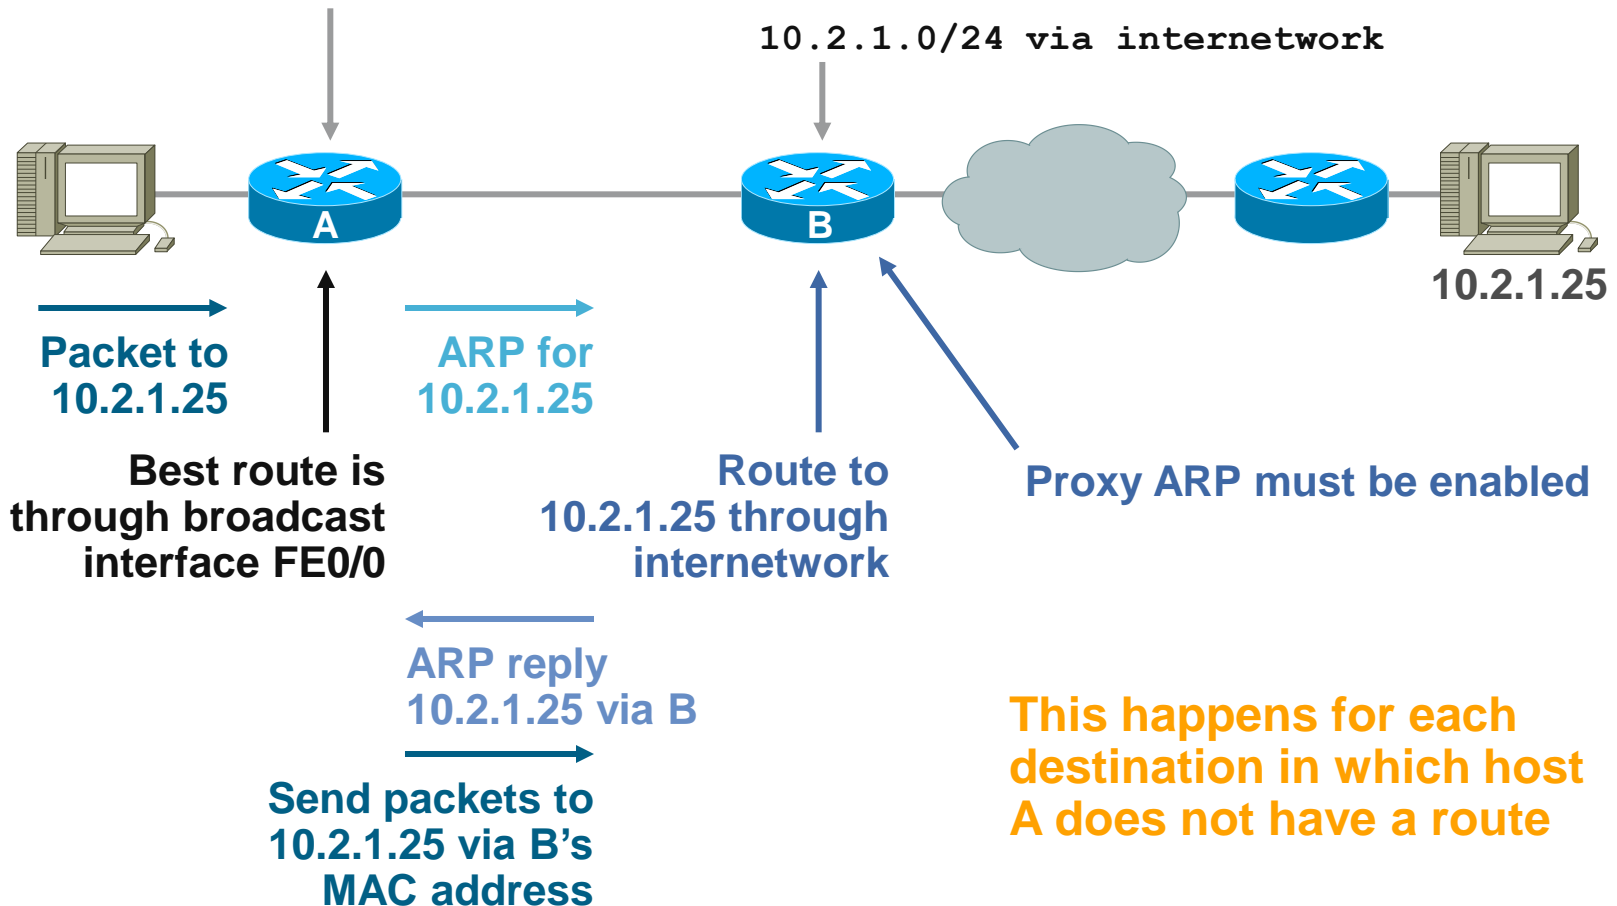 10.2.1.0/24 via internetwork
A
B
10.2.1.25
Packet to
10.2.1.25
ARP for
10.2.1.25
Best route is
through broadcast
interface FE0/0
Route to
10.2.1.25 through
internetwork
Proxy ARP must be enabled
ARP reply
10.2.1.25 via B
Send packets to
10.2.1.25 via B’s
MAC address
This happens for each
destination in which host
A does not have a route